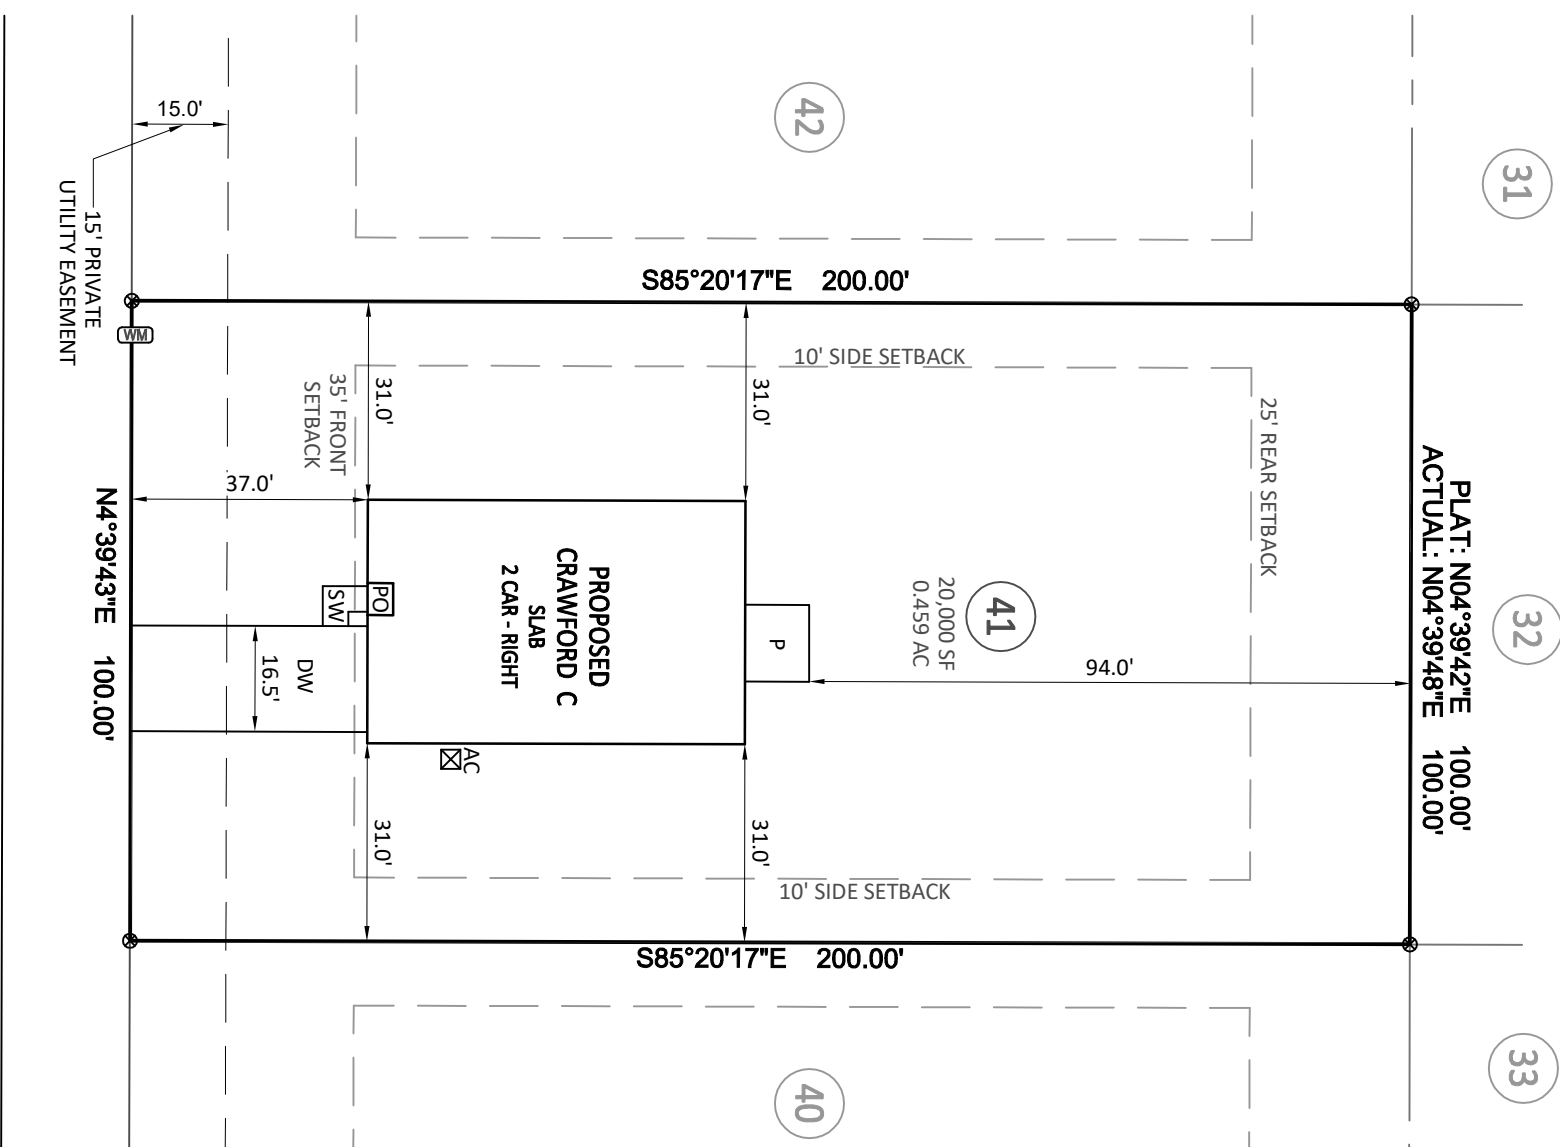 42
31
15.0'
15' PRIVATE
UTILITY EASEMENT
S85°20'17"E 200.00'
WM
10' SIDE SETBACK
35' FRONT
SETBACK
31.0'
31.0'
25' REAR SETBACK
PLAT: N04°39'42"E 100.00'
ACTUAL: N04°39'48"E 100.00'
37.0'
N4°39'43"E 100.00'
PROPOSED
CRAWFORD C
SLAB
2 CAR - RIGHT
PO
SW
P
41
20,000 SF
0.459 AC
32
94.0'
DW
16.5'
AC
31.0'
31.0'
10' SIDE SETBACK
S85°20'17"E 200.00'
40
33